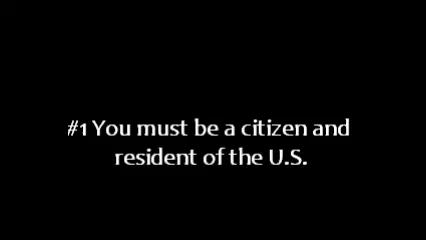 #1 You must be a citizen and
resident of the U.S.